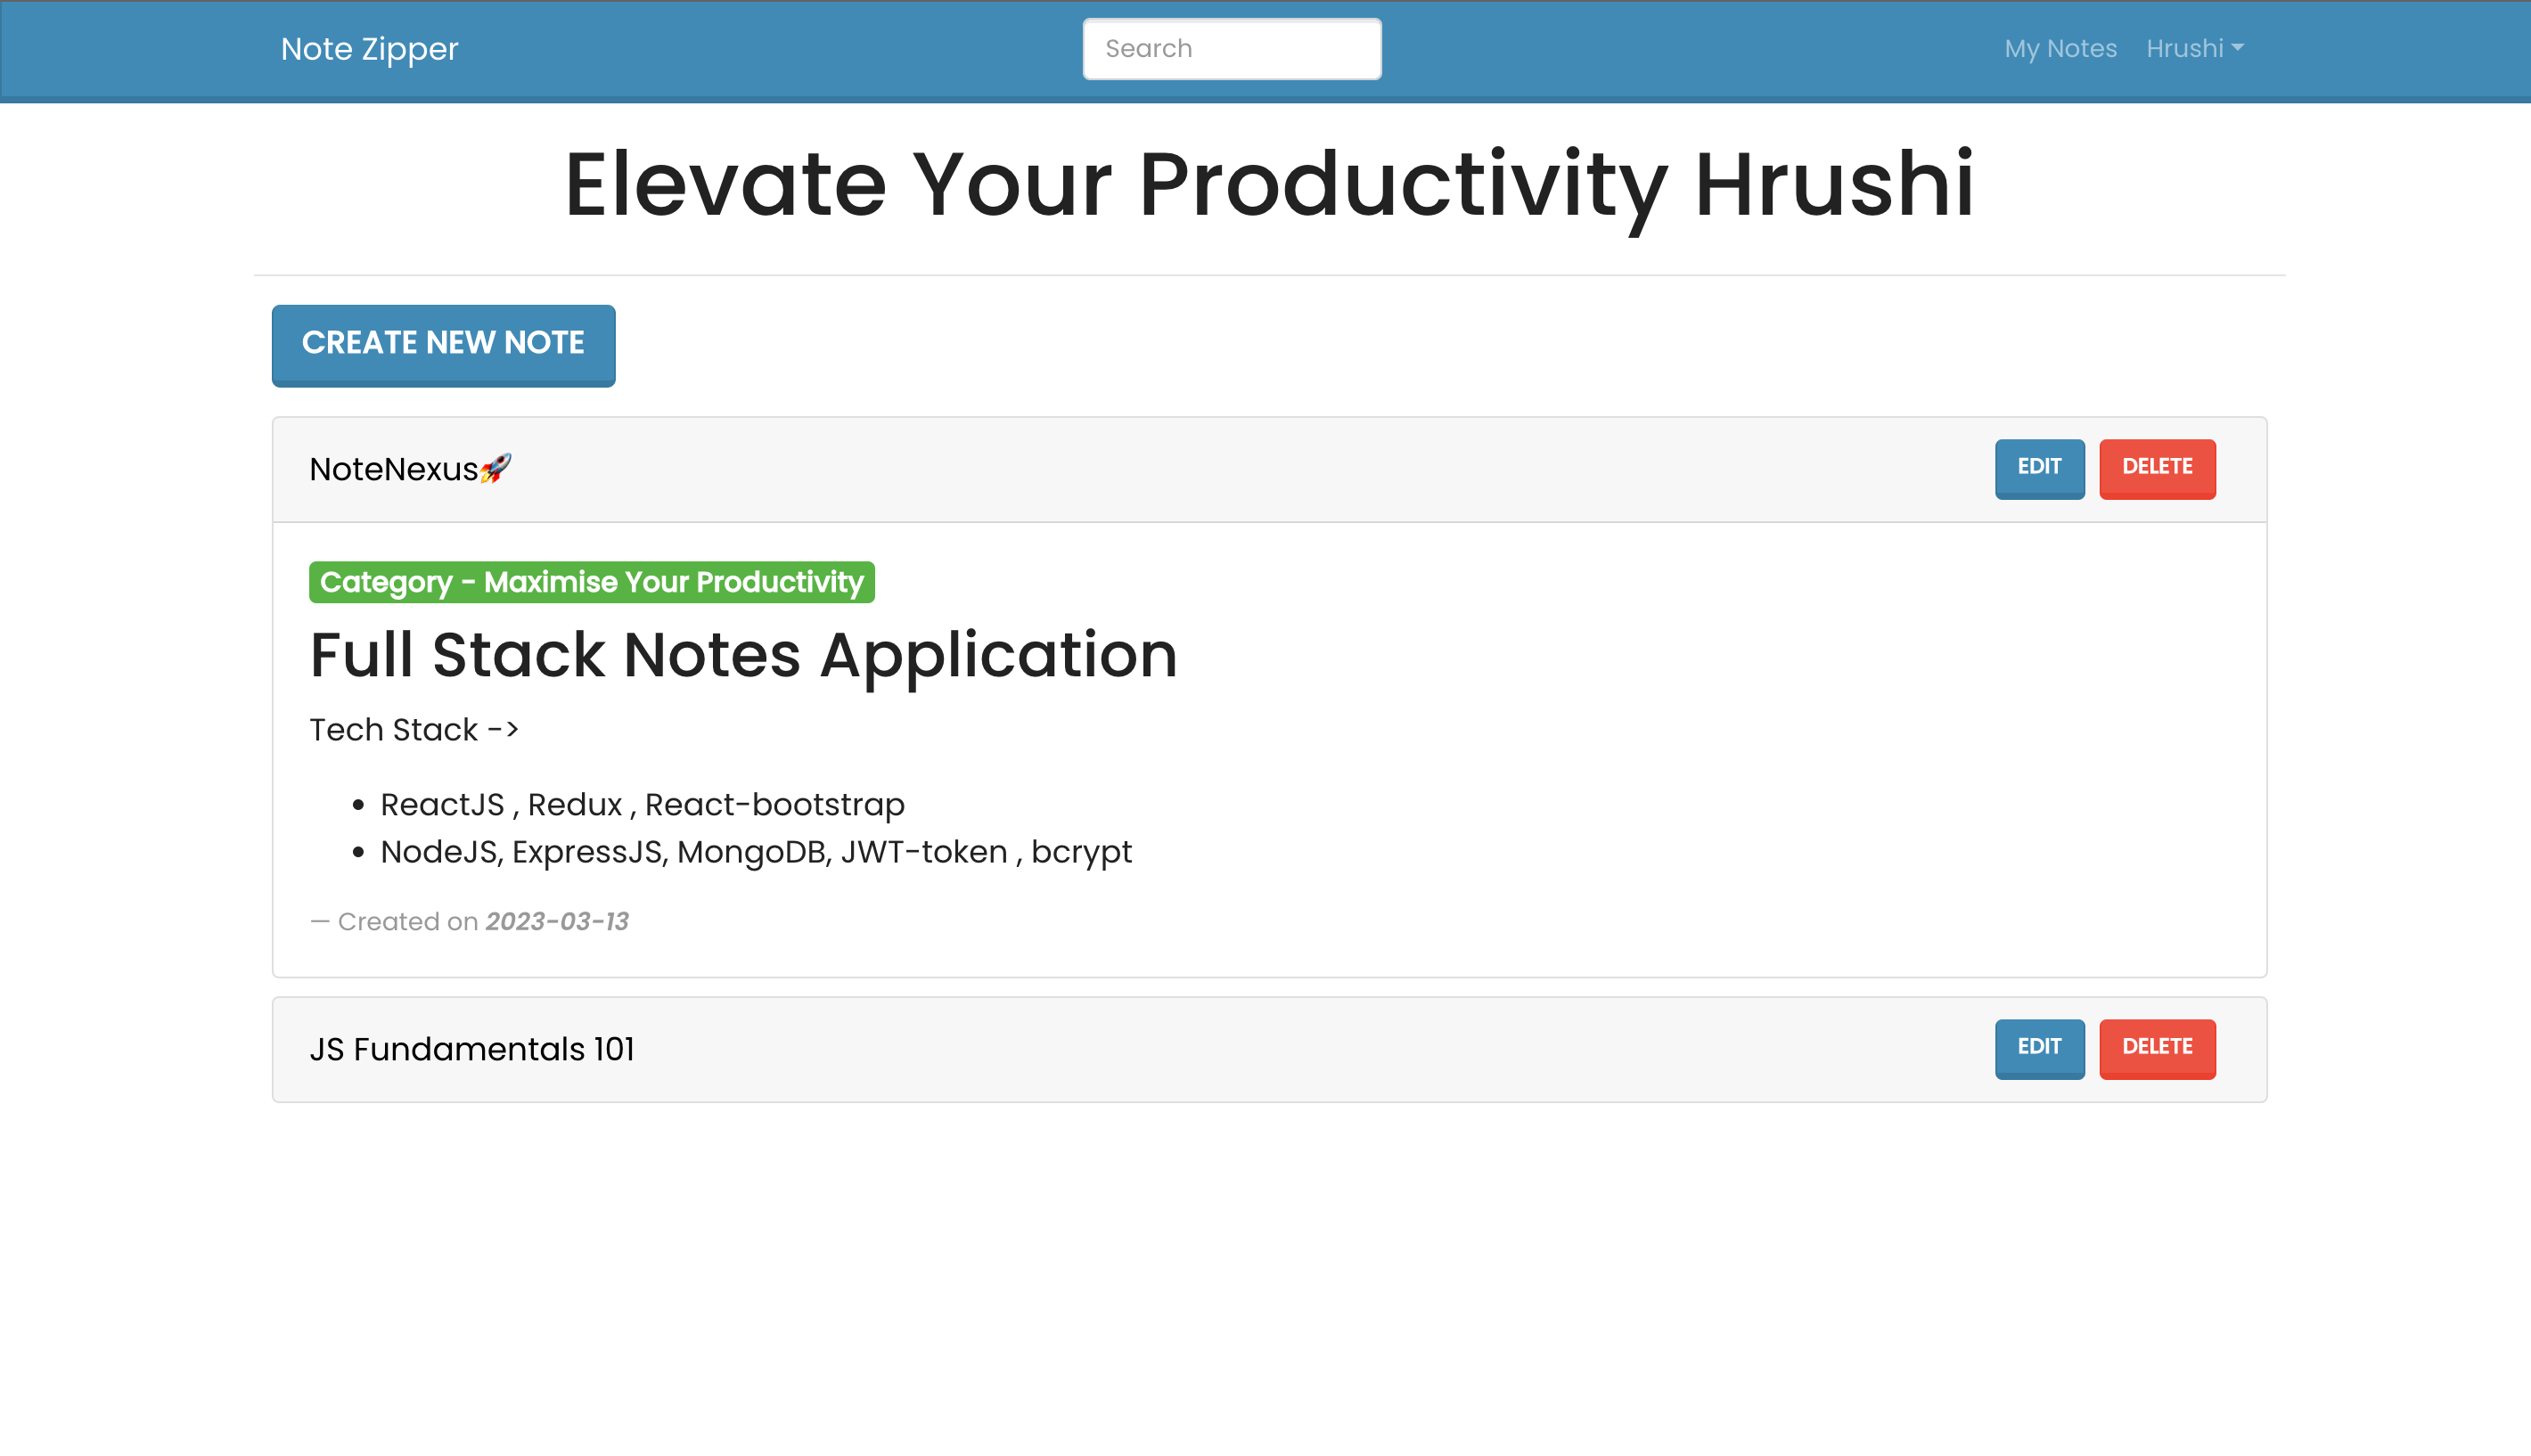 Note Zipper
Search
My Notes
Hrushi
Elevate Your Productivity Hrushi
CREATE NEW NOTE
NoteNexus🚀
EDIT
DELETE
Category - Maximise Your Productivity
Full Stack Notes Application
Tech Stack ->
• ReactJS , Redux , React-bootstrap
• NodeJS, ExpressJS, MongoDB, JWT-token , bcrypt
— Created on 2023-03-13
JS Fundamentals 101
EDIT
DELETE